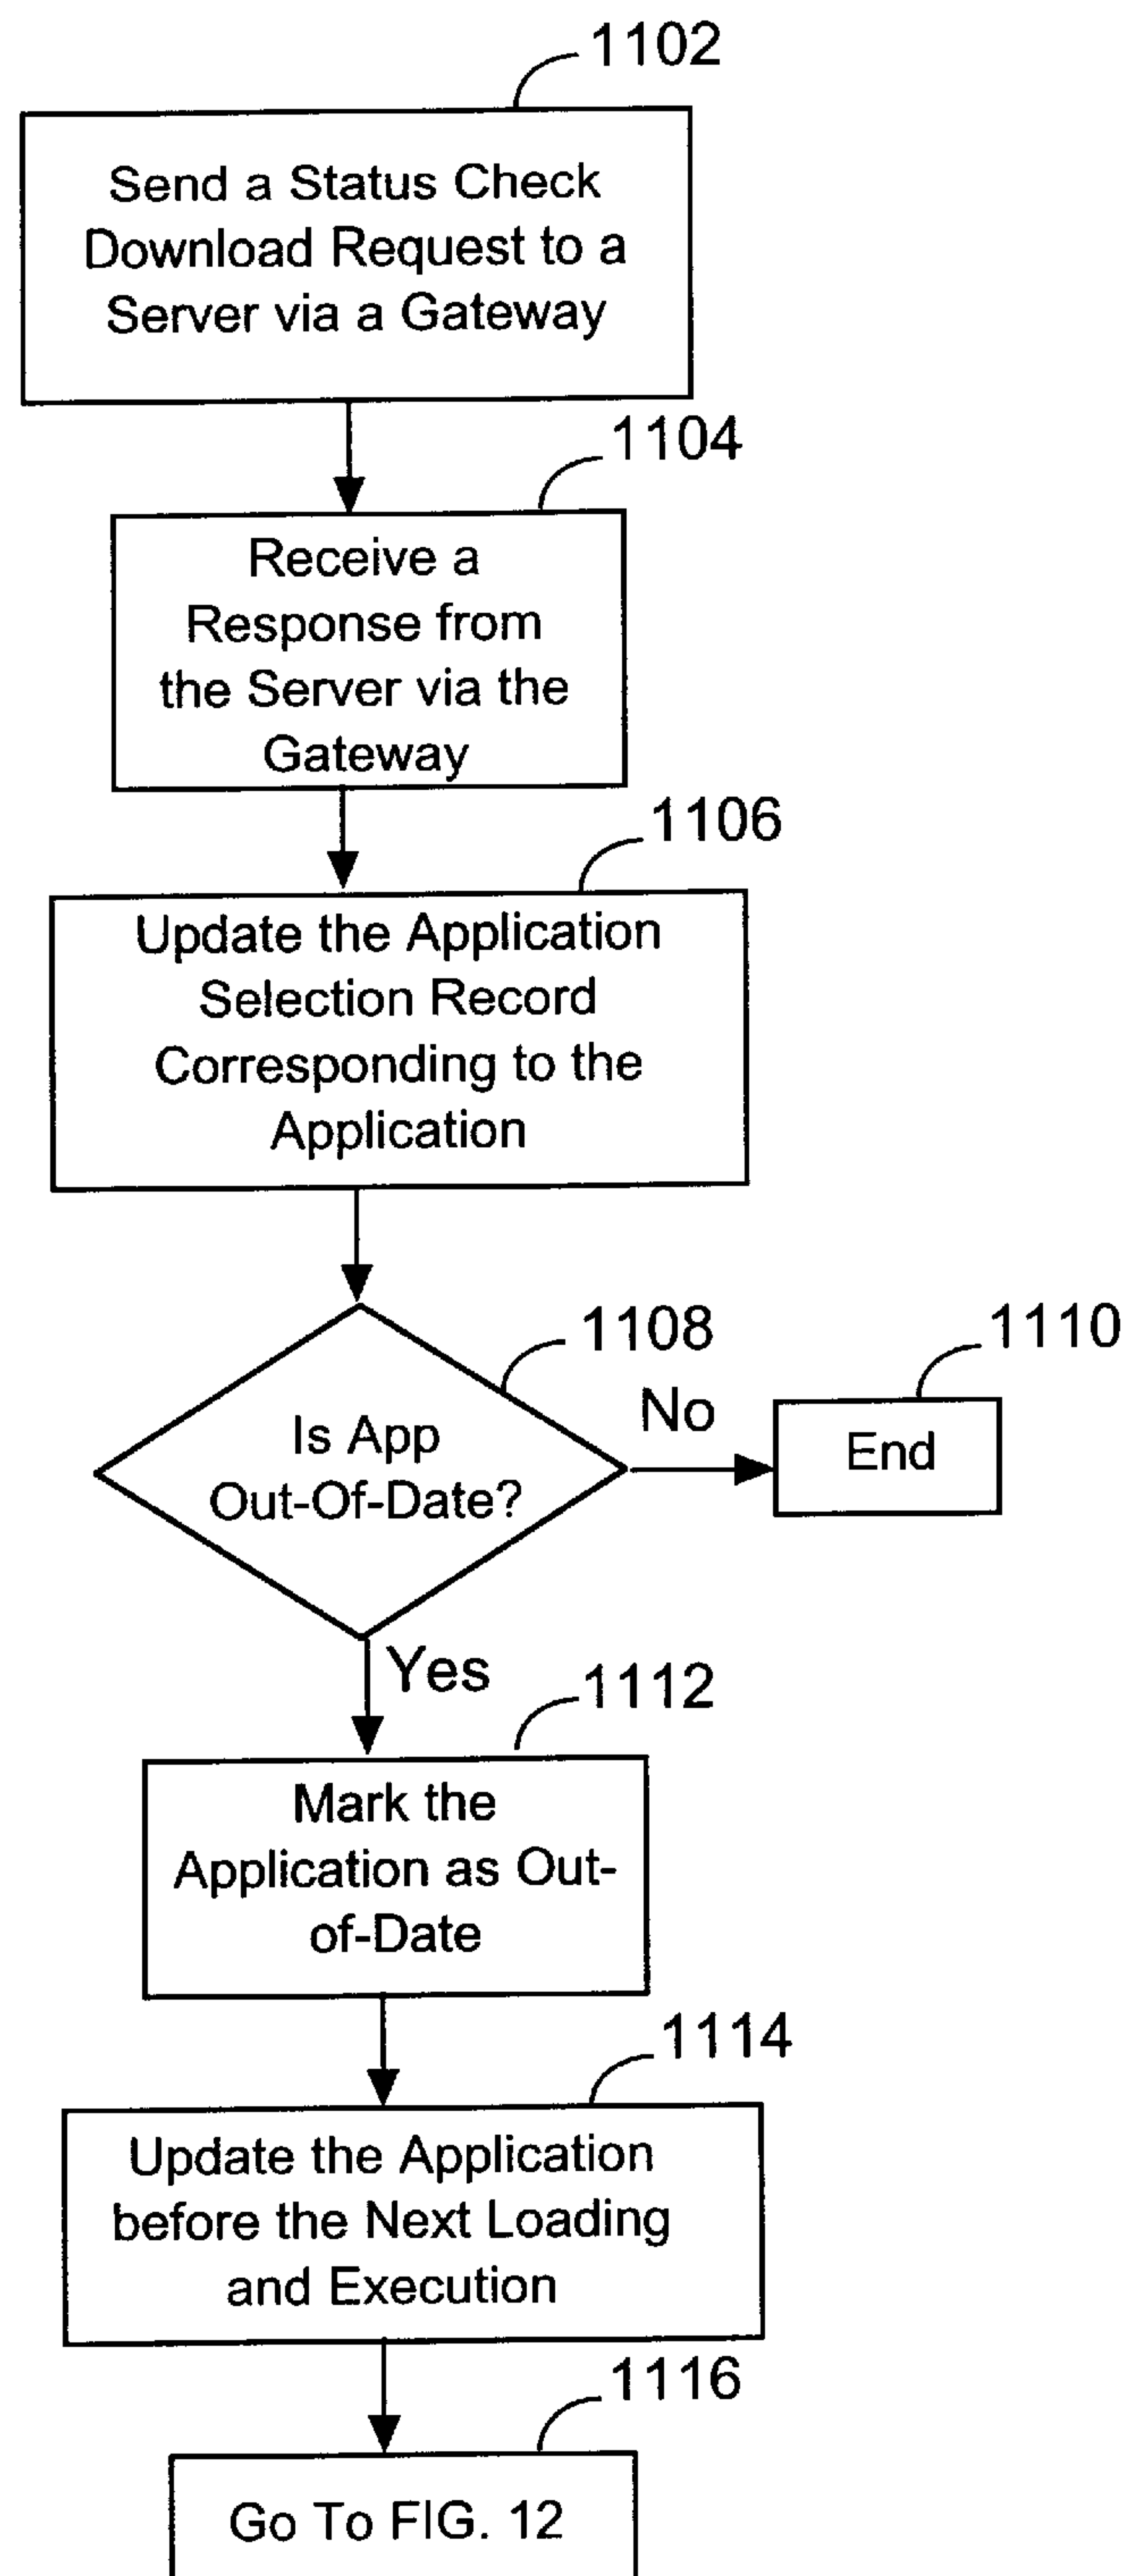 1102
Send a Status Check
Download Request to a
Server via a Gateway
1104
Receive a
Response from
the Server via the
Gateway
1106
Update the Application
Selection Record
Corresponding to the
Application
1108
1110
Is App
Out-Of-Date?
No
End
Yes
1112
Mark the
Application as Out-
of-Date
1114
Update the Application
before the Next Loading
and Execution
1116
Go To FIG. 12